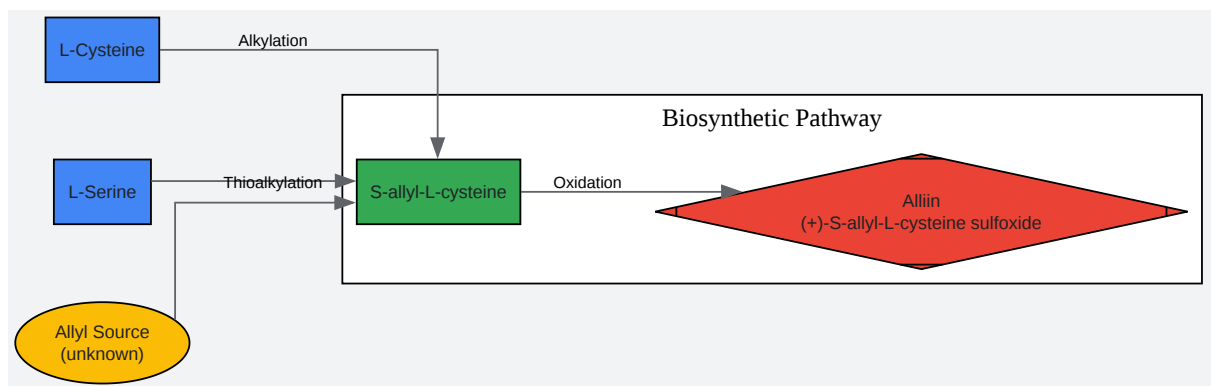 L-Cysteine
Alkylation
Biosynthetic Pathway
L-Serine
Thioalkylation
S-allyl-L-cysteine
Oxidation
Alliin
(+)-S-allyl-L-cysteine sulfoxide
Allyl Source
(unknown)